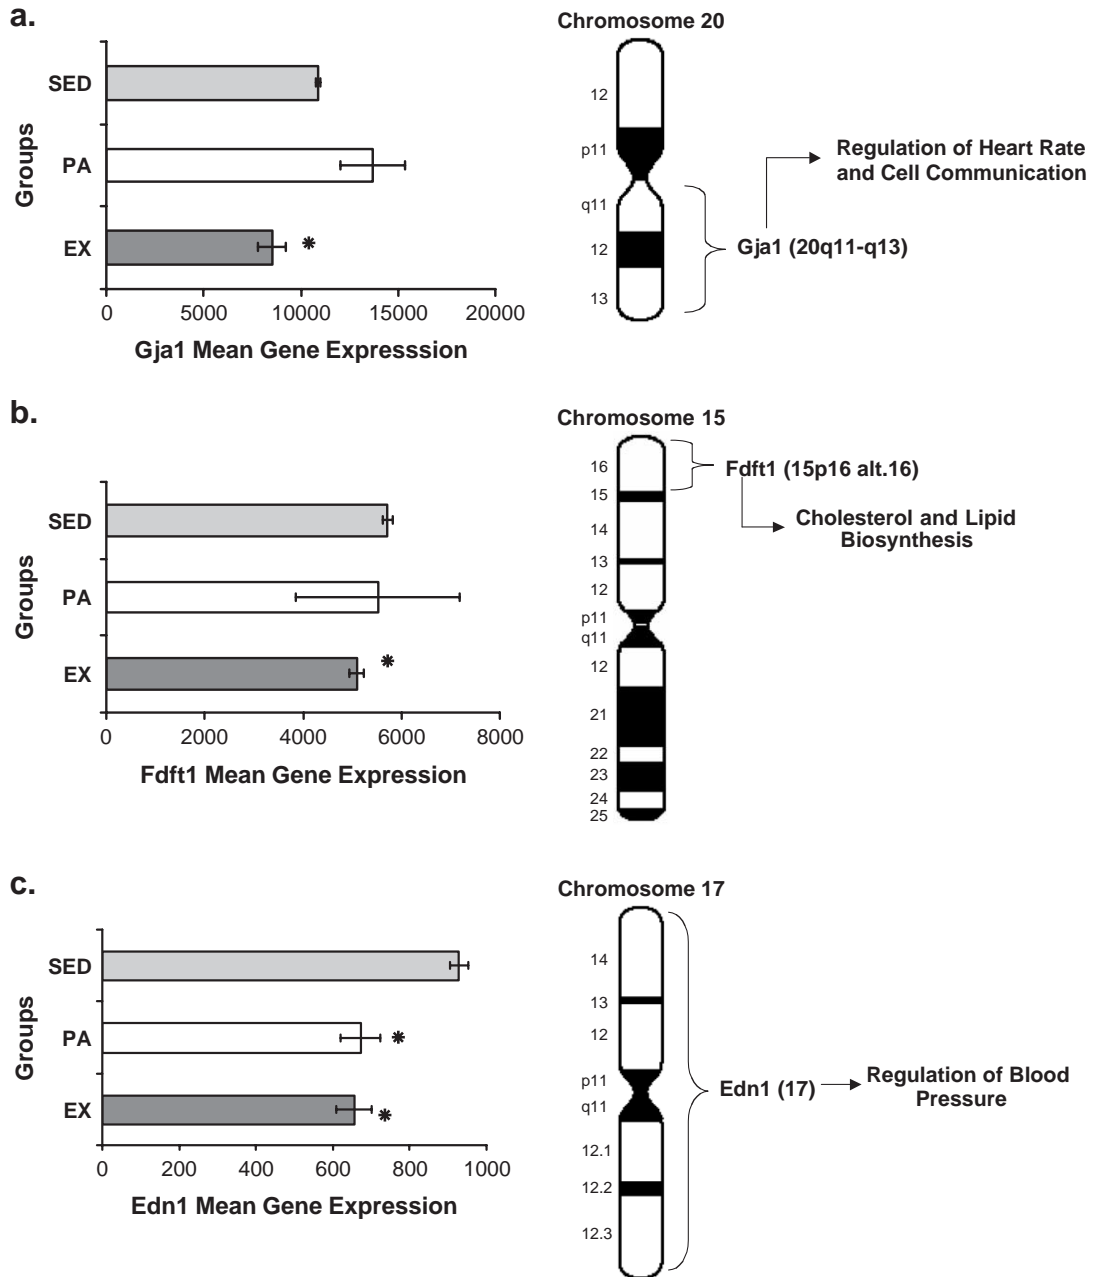 a.
Groups
SED
PA
EX
*
0 5000 10000 15000 20000
Gja1 Mean Gene Expresssion
Chromosome 20
12
p11
q11
12
13
Gja1 (20q11-q13)
Regulation of Heart Rate
and Cell Communication
b.
Groups
SED
PA
EX
*
0 2000 4000 6000 8000
Fdft1 Mean Gene Expression
Chromosome 15
16
15
14
13
12
p11
q11
12
21
22
23
24
25
Fdft1 (15p16 alt.16)
Cholesterol and Lipid
Biosynthesis
c.
Groups
SED
PA
*
EX
*
0 200 400 600 800 1000
Edn1 Mean Gene Expression
Chromosome 17
14
13
12
p11
q11
12.1
12.2
12.3
Edn1 (17)
Regulation of Blood
Pressure